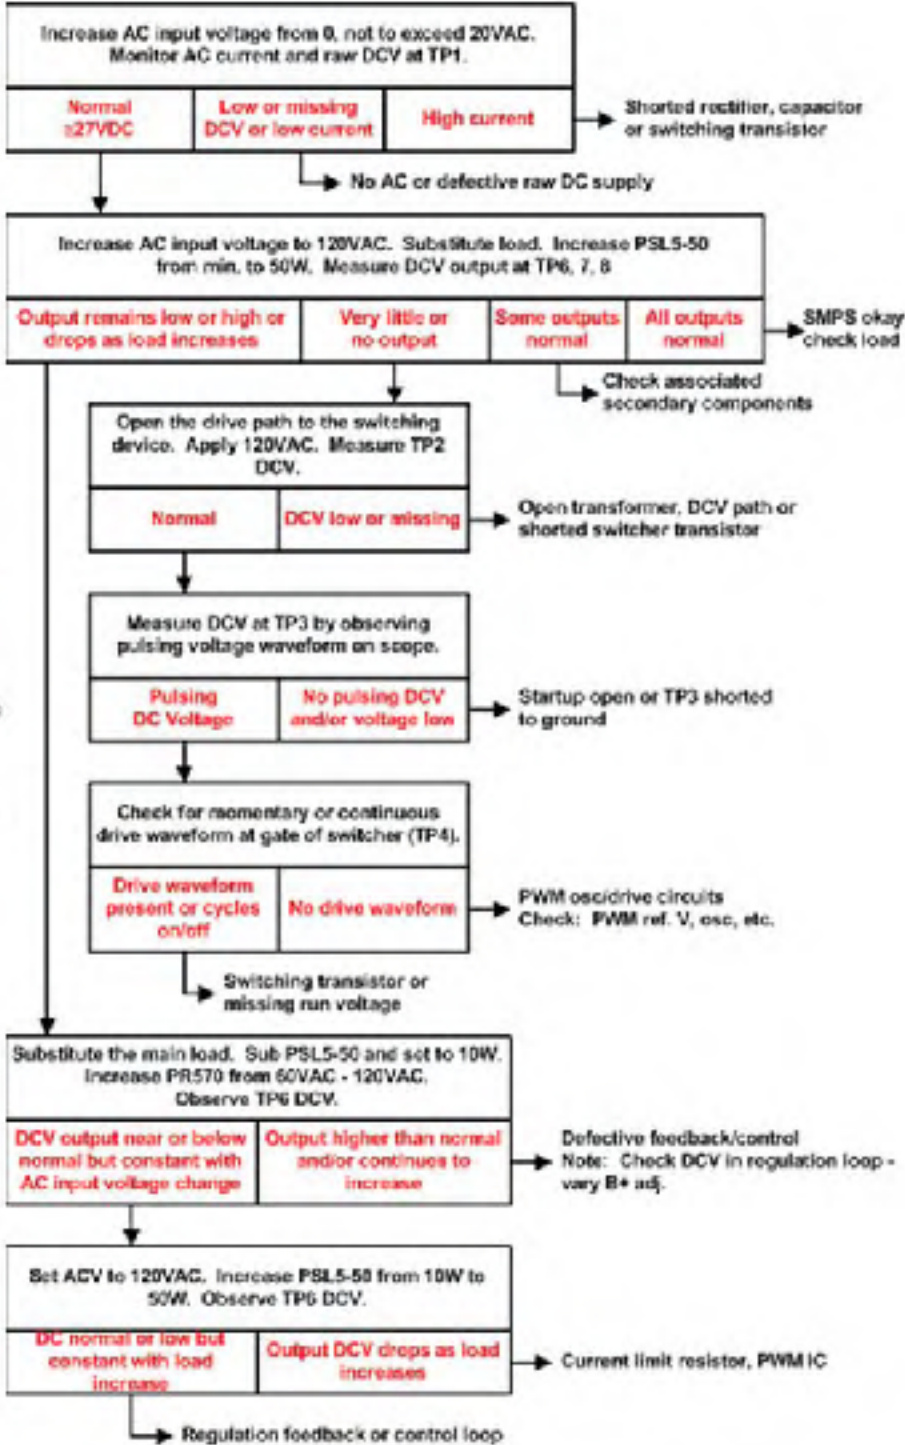 Increase AC input voltage from 0, not to exceed 20VAC.
Monitor AC current and raw DCV at TP1.
Normal
≥27VDC
Low or missing
DCV or low current
High current
Shorted rectifier, capacitor
or switching transistor
No AC or defective raw DC supply
Increase AC input voltage to 120VAC. Substitute load. Increase PSL5-50
from min. to 50W. Measure DCV output at TP6, 7, 8
Output remains low or high or
drops as load increases
Very little or
no output
Some outputs
normal
All outputs
normal
SMPS okay
check load
Check associated
secondary components
Open the drive path to the switching
device. Apply 120VAC. Measure TP2
DCV.
Normal
DCV low or missing
Open transformer, DCV path or
shorted switcher transistor
Measure DCV at TP3 by observing
pulsing voltage waveform on scope.
Pulsing
DC Voltage
No pulsing DCV
and/or voltage low
Startup open or TP3 shorted
to ground
Check for momentary or continuous
drive waveform at gate of switcher (TP4).
Drive waveform
present or cycles
on/off
No drive waveform
PWM osc/drive circuits
Check: PWM ref. V, osc, etc.
Switching transistor or
missing run voltage
Substitute the main load. Sub PSL5-50 and set to 10W.
Increase PR570 from 60VAC - 120VAC.
Observe TP6 DCV.
DCV output near or below
normal but constant with
AC input voltage change
Output higher than normal
and/or continues to
increase
Defective feedback/control
Note: Check DCV in regulation loop -
vary B+ adj.
Set ACV to 120VAC. Increase PSL5-50 from 10W to
50W. Observe TP6 DCV.
DC normal or low but
constant with load
increase
Output DCV drops as load
increases
Current limit resistor, PWM IC
Regulation feedback or control loop